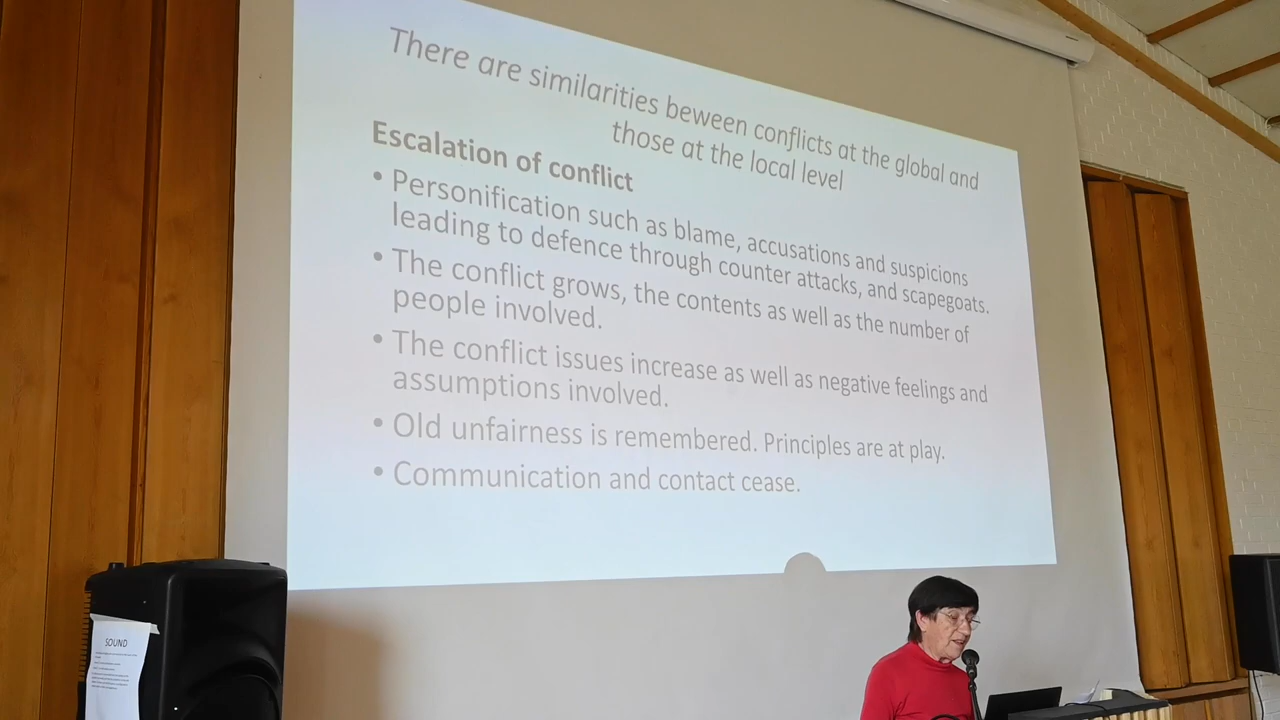 There are similarities beween conflicts at the global and
those at the local level
Escalation of conflict
• Personification such as blame, accusations and suspicions
leading to defence through counter attacks, and scapegoats.
• The conflict grows, the contents as well as the number of
people involved.
• The conflict issues increase as well as negative feelings and
assumptions involved.
• Old unfairness is remembered. Principles are at play.
• Communication and contact cease.
SOUND